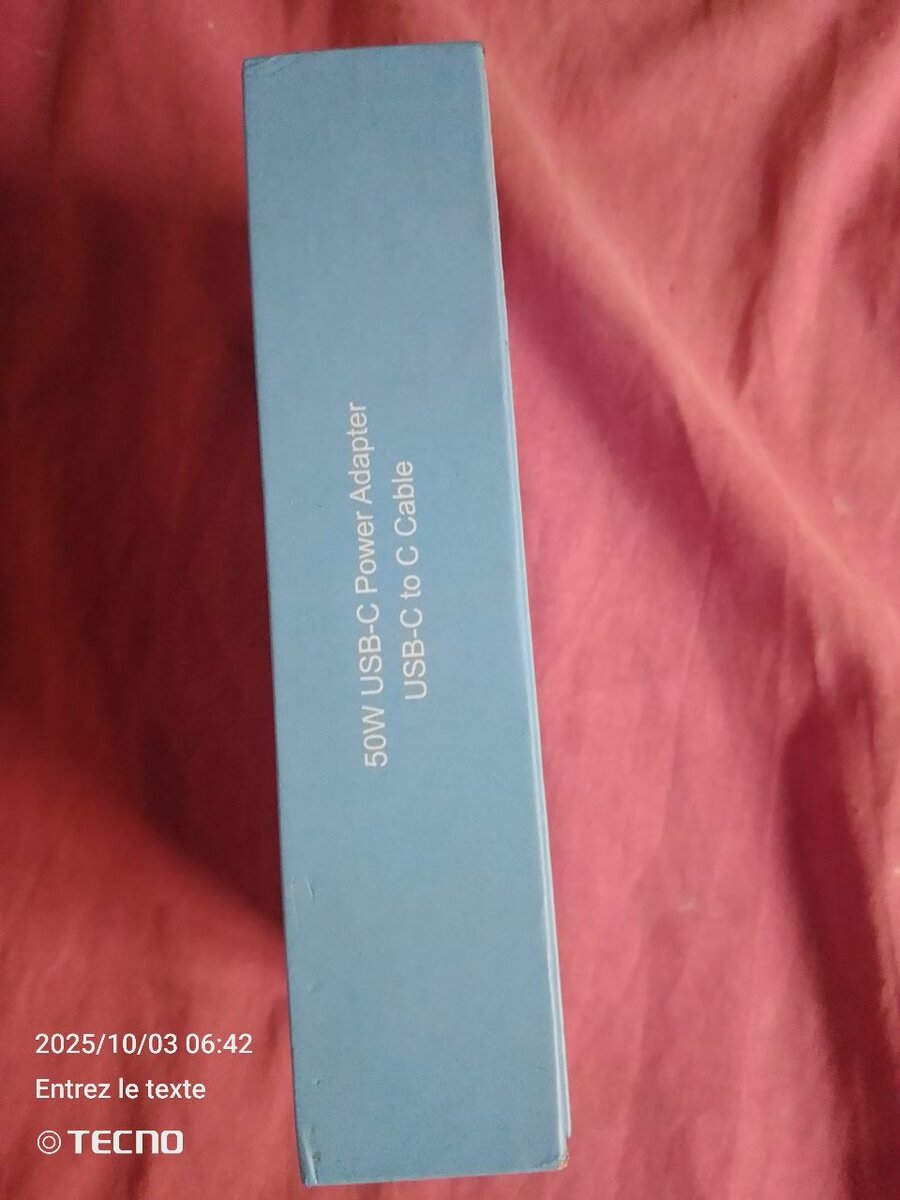 50W USB-C Power Adapter
USB-C to C Cable
2025/10/03 06:42
Entrez le texte
TECNO